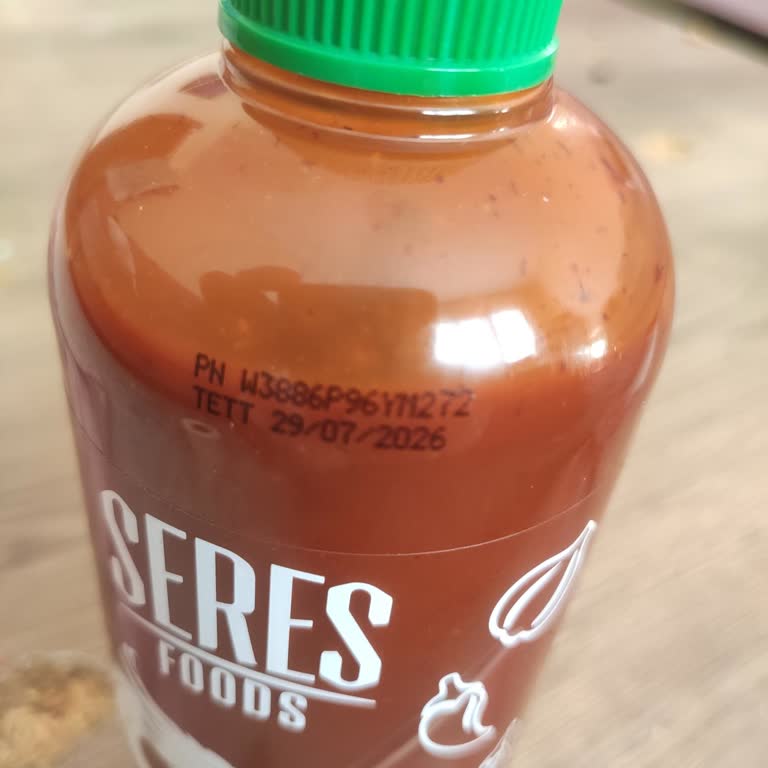 PN W3886P96YM272
TETT 29/07/2026
SERES
FOODS